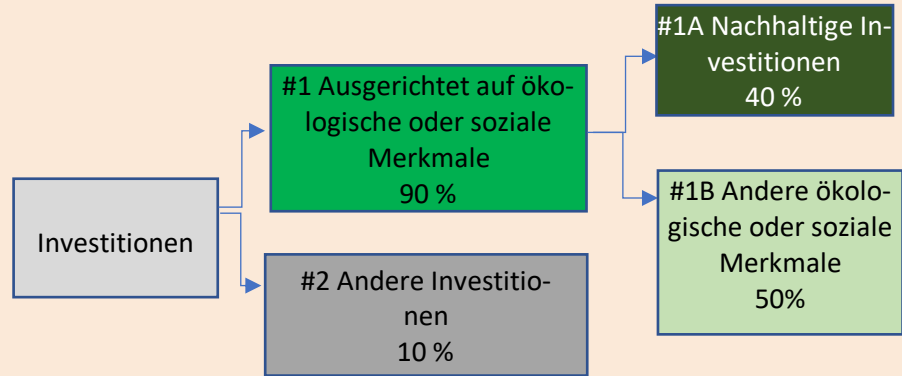 #1A Nachhaltige In-
vestitionen
40 %
#1 Ausgerichtet auf öko-
logische oder soziale
Merkmale
90 %
#1B Andere ökolo-
gische oder soziale
Merkmale
50%
Investitionen
#2 Andere Investitio-
nen
10 %